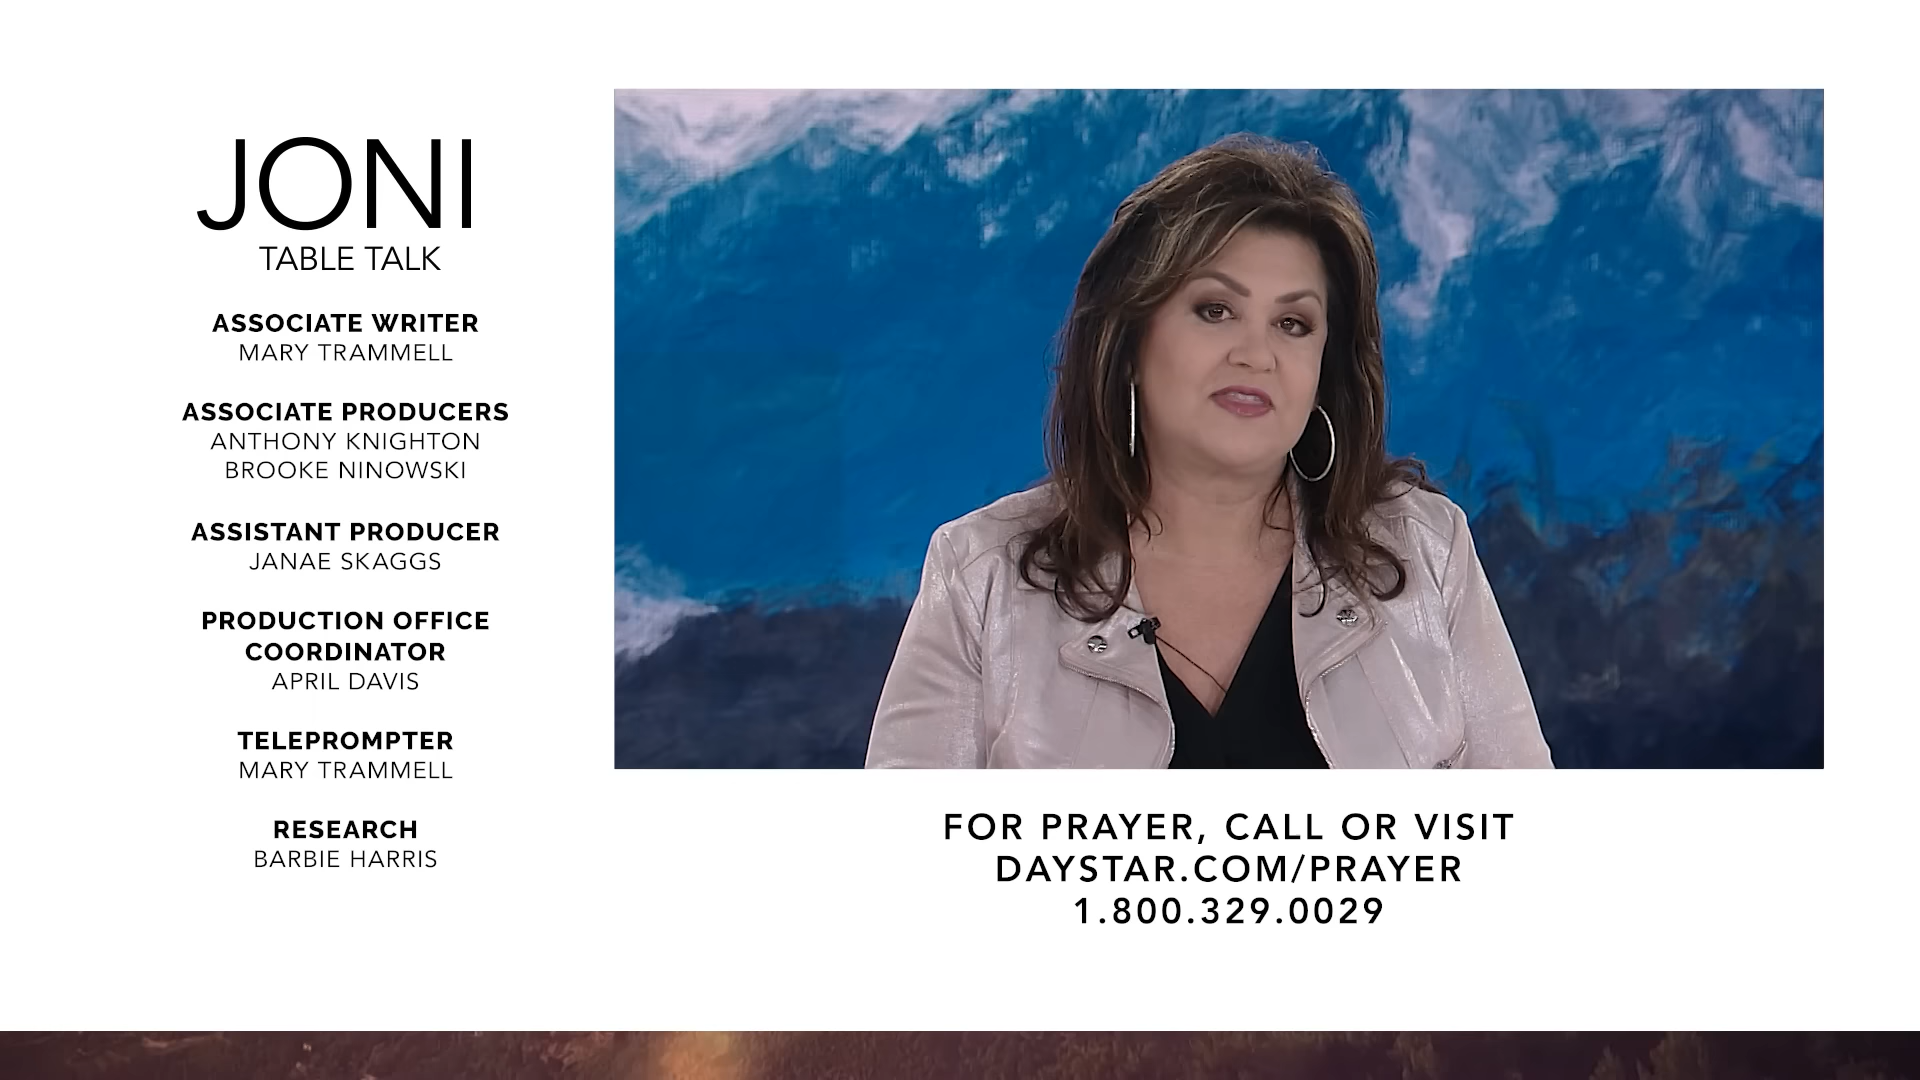 JONI
TABLE TALK
ASSOCIATE WRITER
MARY TRAMMELL
ASSOCIATE PRODUCERS
ANTHONY KNIGHTON
BROOKE NINOWSKI
ASSISTANT PRODUCER
JANAE SKAGGS
PRODUCTION OFFICE
COORDINATOR
APRIL DAVIS
TELEPROMPTER
MARY TRAMMELL
RESEARCH
BARBIE HARRIS
FOR PRAYER, CALL OR VISIT
DAYSTAR.COM/PRAYER
1.800.329.0029